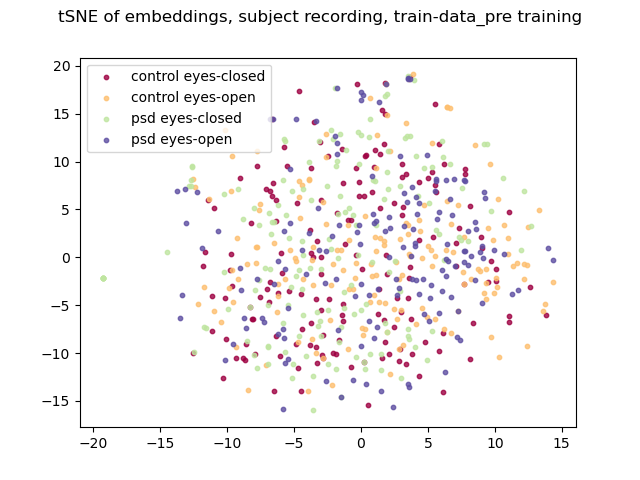 tSNE of embeddings, subject recording, train-data_pre training
control eyes-closed
control eyes-open
psd eyes-closed
psd eyes-open
20
15
10
5
0
−5
−10
−15
−20 −15 −10 −5 0 5 10 15